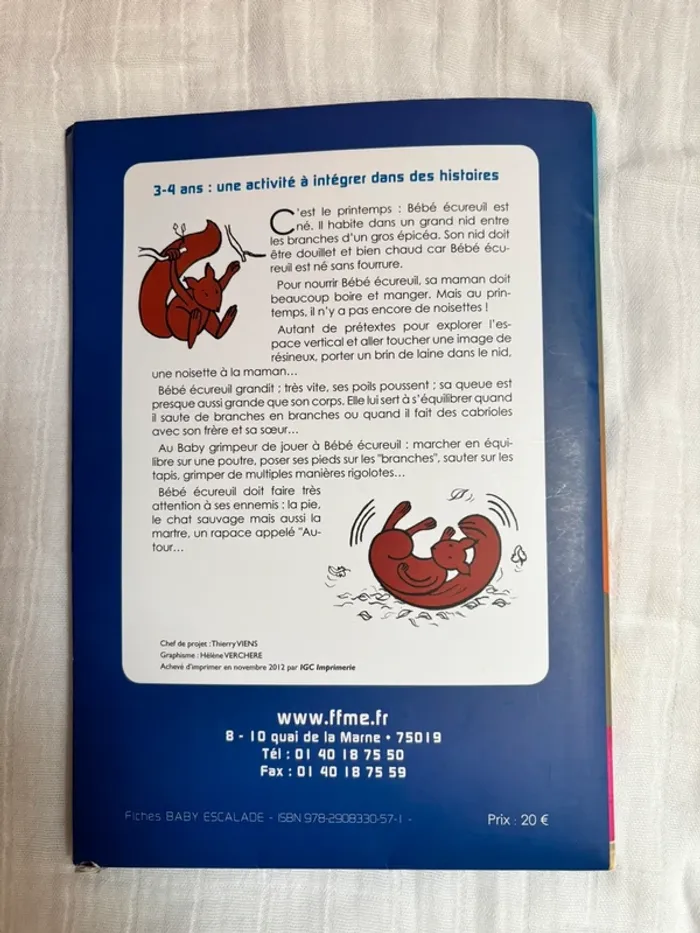 3-4 ans : une activité à intégrer dans des histoires
C'est le printemps : Bébé écureuil est
né. Il habite dans un grand nid entre
les branches d'un gros épicéa. Son nid doit
être douillet et bien chaud car Bébé écu-
reuil est né sans fourrure.
Pour nourrir Bébé écureuil, sa maman doit
beaucoup boire et manger. Mais au prin-
temps, il n'y a pas encore de noisettes !
Autant de prétextes pour explorer l'es-
pace vertical et aller toucher une image de
résineux, porter un brin de laine dans le nid,
une noisette à la maman...
Bébé écureuil grandit ; très vite, ses poils poussent ; sa queue est
presque aussi grande que son corps. Elle lui sert à s'équilibrer quand
il saute de branches en branches ou quand il fait des cabrioles
avec son frère et sa sœur...
Au Baby grimpeur de jouer à Bébé écureuil : marcher en équi-
libre sur une poutre, poser ses pieds sur les "branches", sauter sur les
tapis, grimper de multiples manières rigolotes...
Bébé écureuil doit faire très
attention à ses ennemis : la pie,
le chat sauvage mais aussi la
martre, un rapace appelé "Au-
tour...
Chef de projet : Thierry VIENS
Graphisme : Hélène VERCHERE
Achevé d'imprimer en novembre 2012 par IGC Imprimerie
www.ffme.fr
8 - 10 quai de la Marne • 75019
Tél : 01 40 18 75 50
Fax : 01 40 18 75 59
Fiches BABY ESCALADE - ISBN 978-2908330-57-1 -
Prix : 20 €